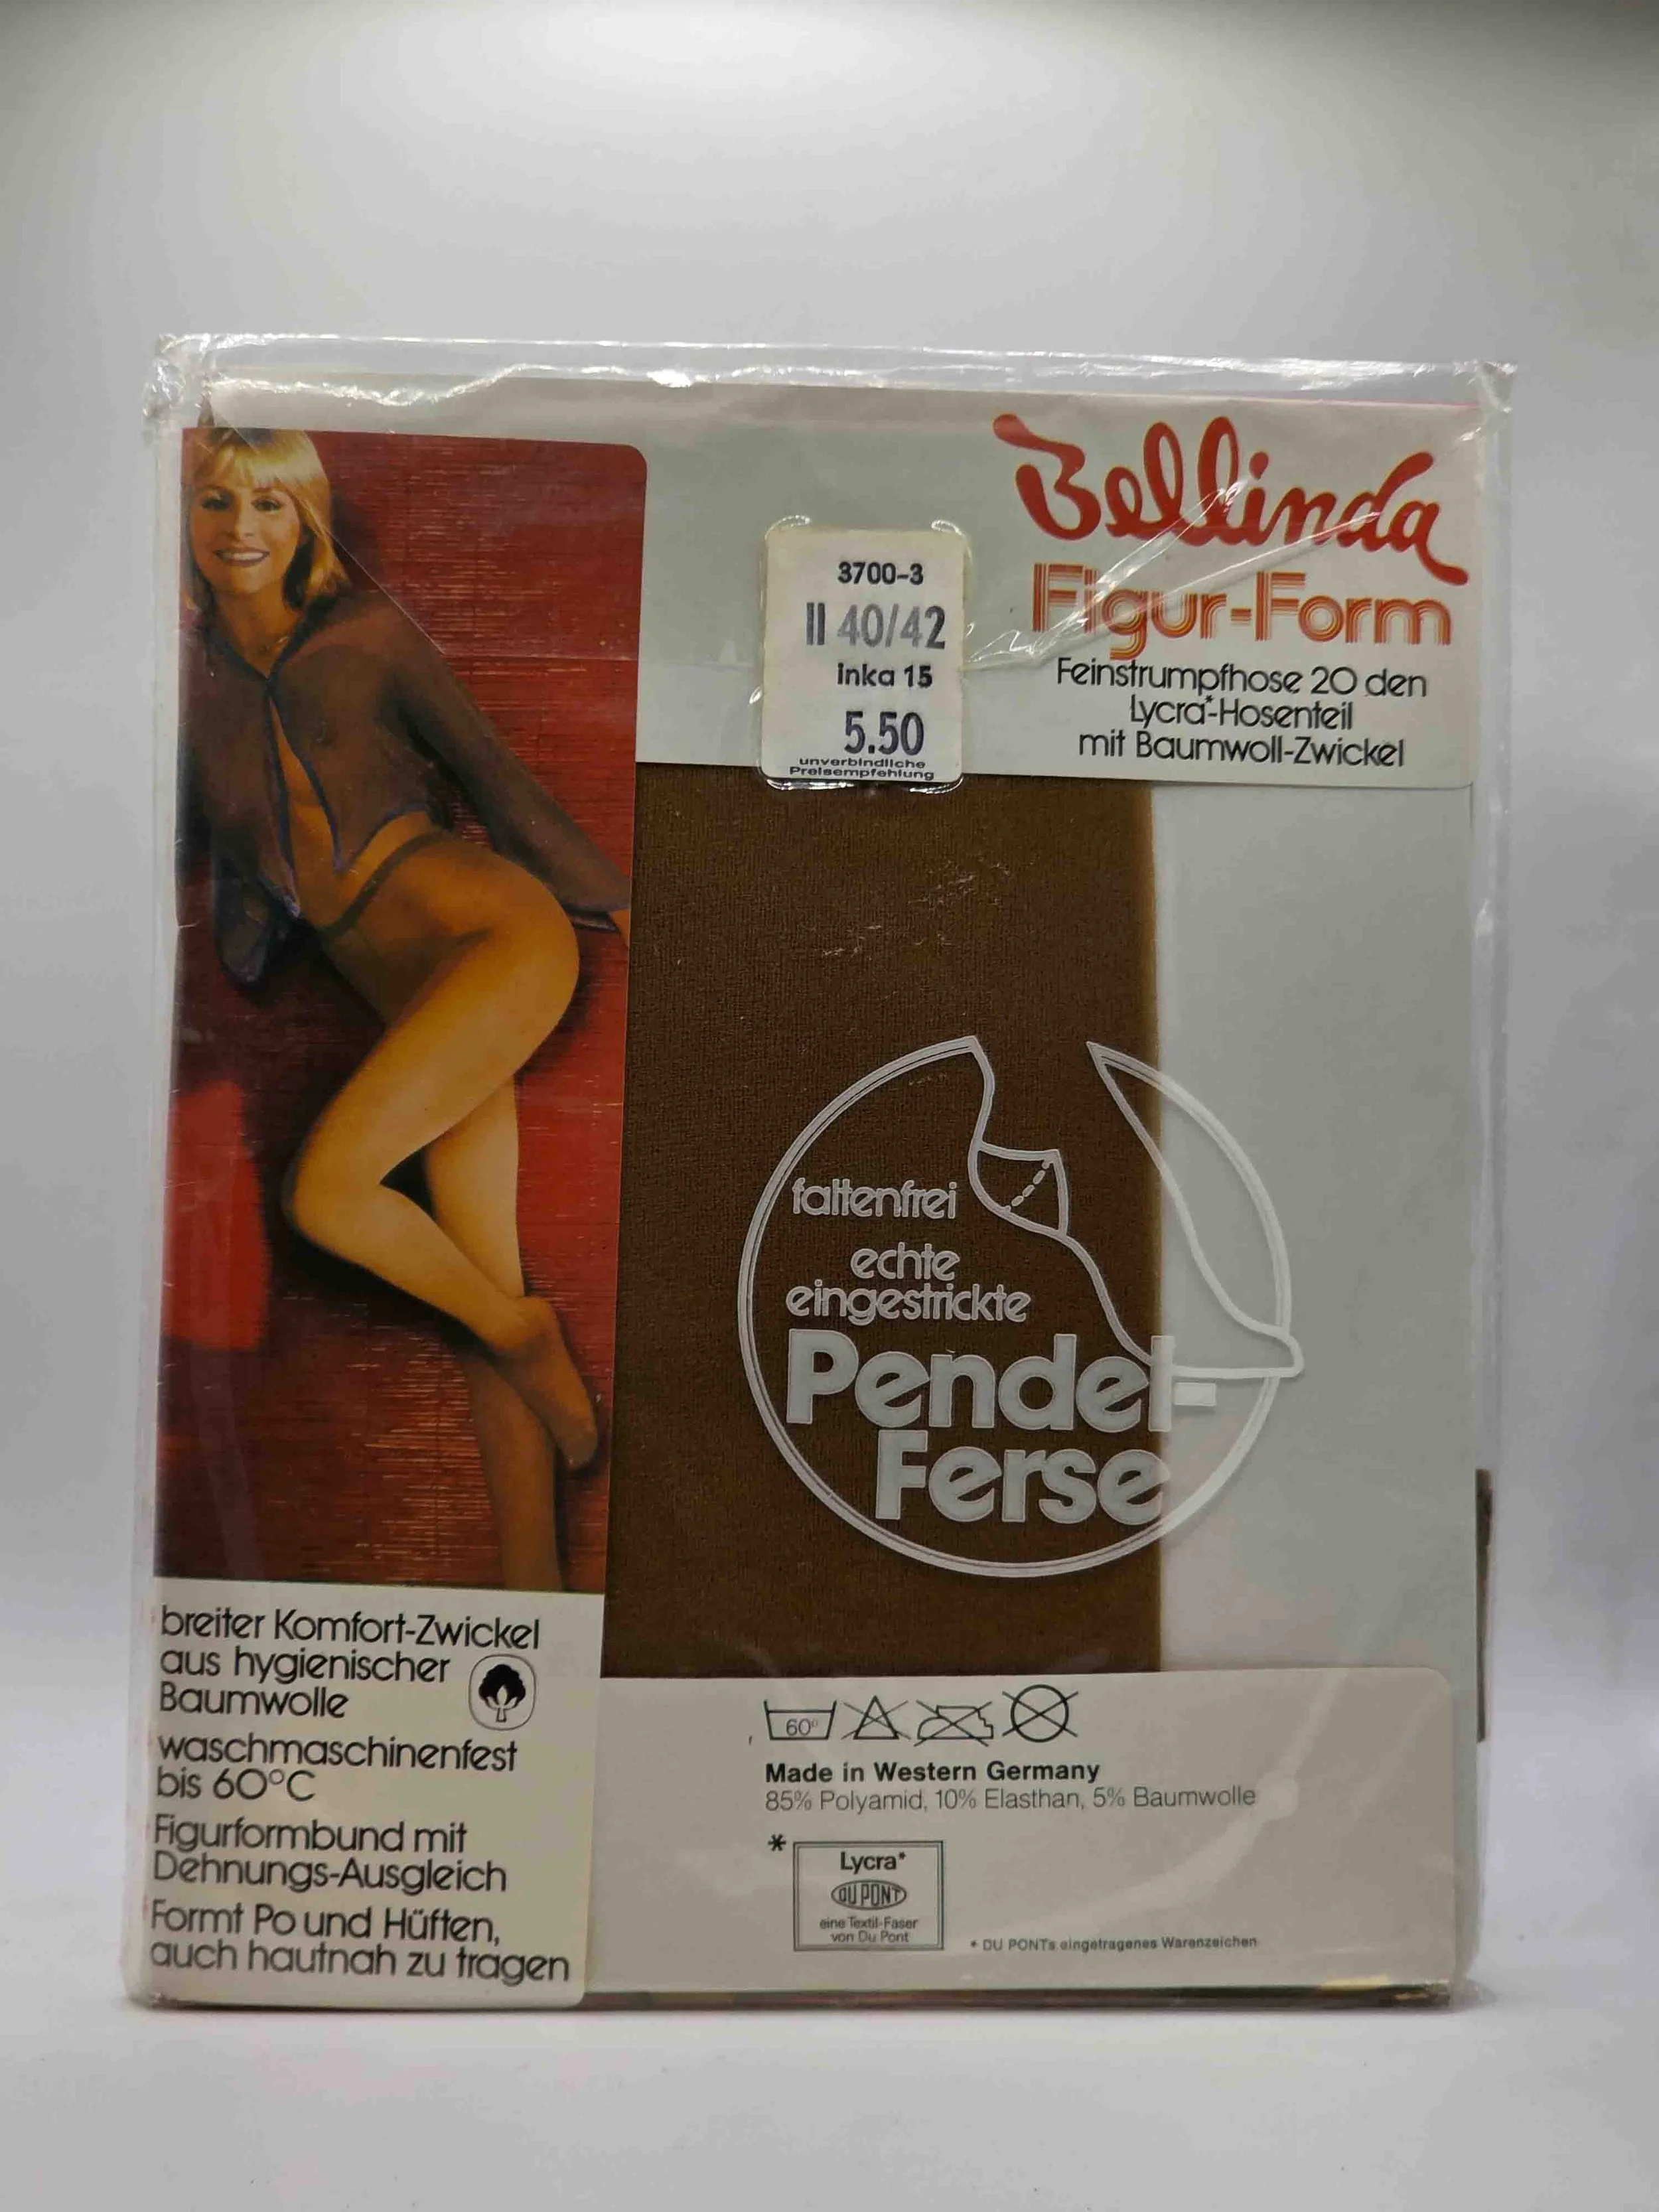 Bellinda
Figur-Form
Feinstrumpfhose 20 den
Lycra*-Hosenteil
mit Baumwoll-Zwickel
3700-3
II 40/42
inka 15
5.50
unverbindliche
Preisempfehlung
faltenfrei
echte
eingestrickte
Pendel-
Ferse
breiter Komfort-Zwickel
aus hygienischer
Baumwolle
waschmaschinenfest
bis 60°C
Figurformbund mit
Dehnungs-Ausgleich
Formt Po und Hüften,
auch hautnah zu tragen
60°
Made in Western Germany
85% Polyamid, 10% Elasthan, 5% Baumwolle
*
Lycra*
DU PONT
eine Textil-Faser
von Du Pont
* DU PONTs eingetragenes Warenzeichen